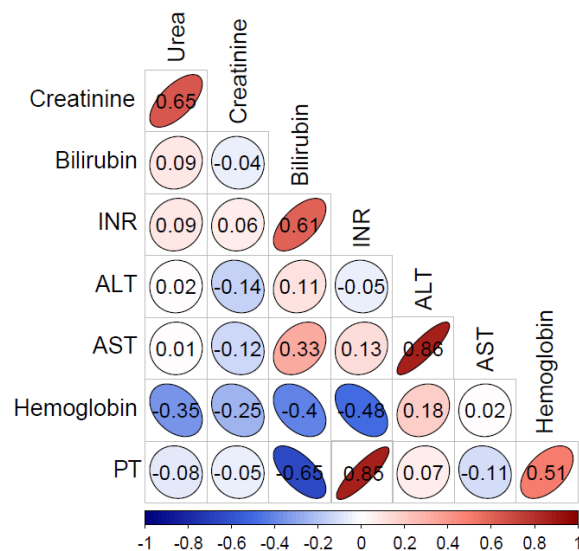 Urea
Creatinine 0.65 Creatinine
Bilirubin 0.09 -0.04 Bilirubin
INR 0.09 0.06 0.61 INR
ALT 0.02 -0.14 0.11 -0.05 ALT
AST 0.01 -0.12 0.33 0.13 0.86 AST
Hemoglobin -0.35 -0.25 -0.4 -0.48 0.18 0.02 Hemoglobin
PT -0.08 -0.05 -0.65 0.85 0.07 -0.11 0.51
-1 -0.8 -0.6 -0.4 -0.2 0 0.2 0.4 0.6 0.8 1